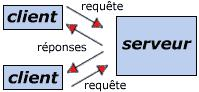 requête
client
serveur
réponses
client
requête